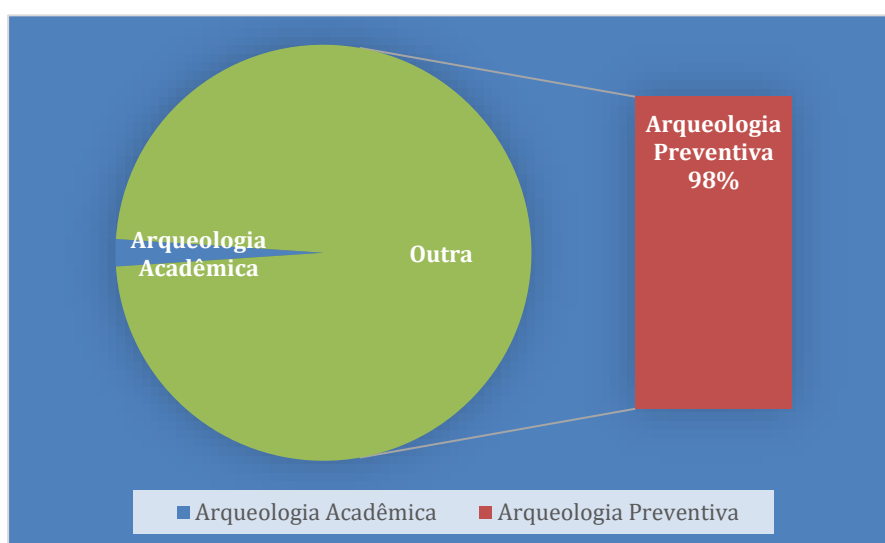 Arqueologia
Acadêmica
Outra
Arqueologia
Preventiva
98%
Arqueologia Acadêmica
Arqueologia Preventiva